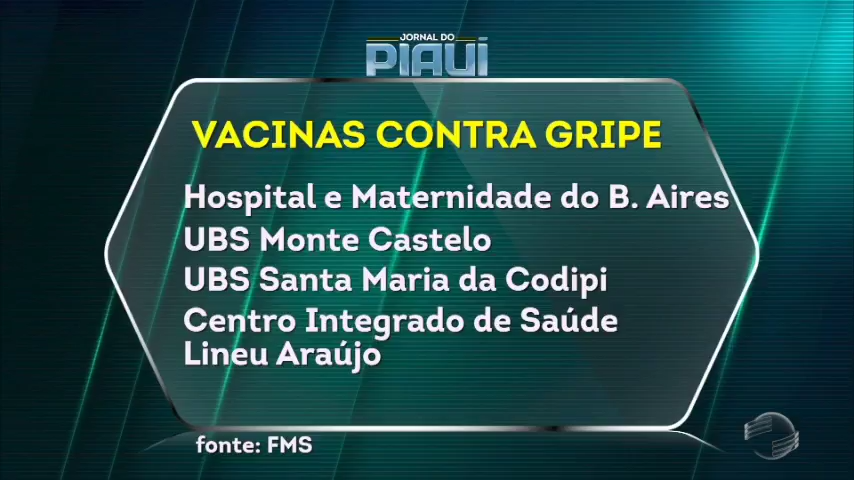 JORNAL DO
PIAUÍ
VACINAS CONTRA GRIPE
Hospital e Maternidade do B. Aires
UBS Monte Castelo
UBS Santa Maria da Codipi
Centro Integrado de Saúde
Lineu Araújo
fonte: FMS